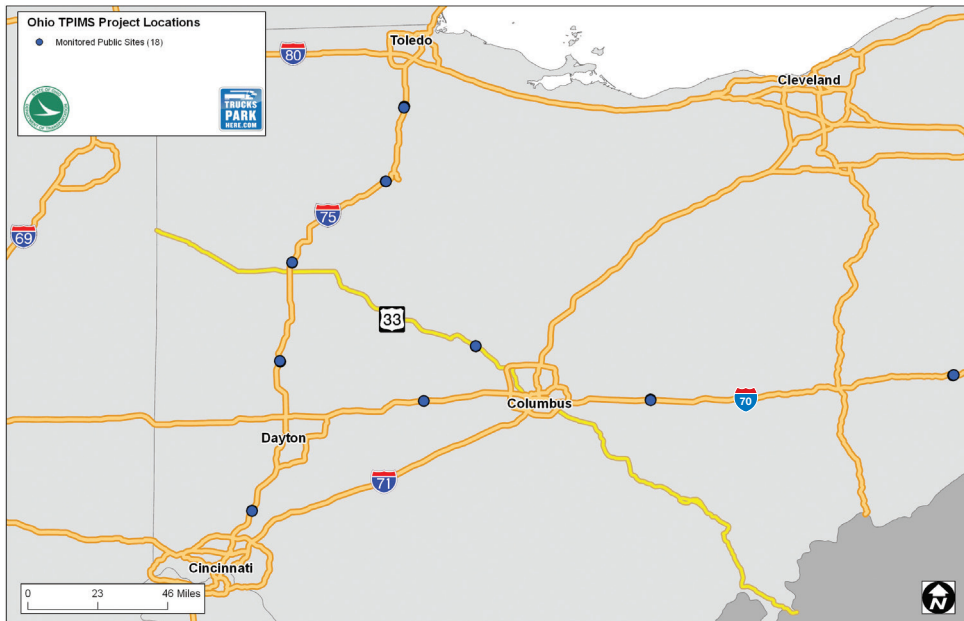 Ohio TPIMS Project Locations
Monitored Public Sites (18)
TRUCKS
PARK
HERE.COM
80
Toledo
Cleveland
75
69
33
Columbus
70
Dayton
71
Cincinnati
0 23 46 Miles
N